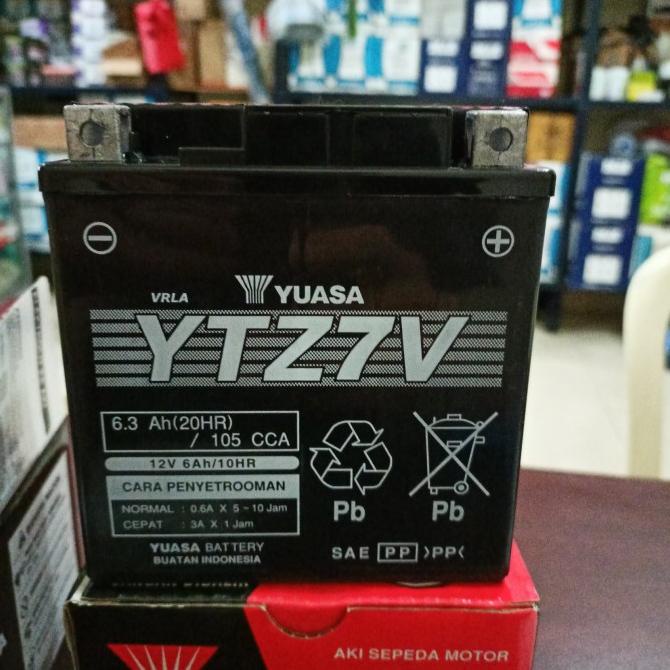 VRLA YUASA
YTZ7V
6.3 Ah(20HR)
/ 105 CCA
12V 6Ah/10HR
CARA PENYETROOMAN
NORMAL : 0.6A X 5 ~ 10 Jam
CEPAT : 3A X 1 Jam
YUASA BATTERY
BUATAN INDONESIA
Pb
Pb
SAE PP >PP<
AKI SEPEDA MOTOR